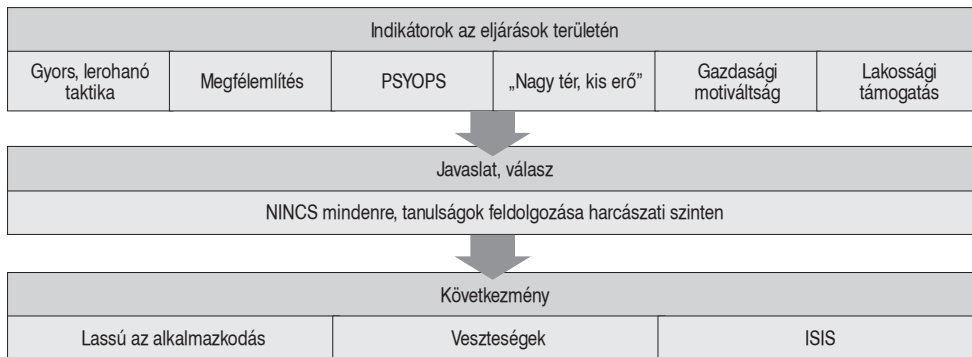 Indikátorok az eljárások területén
Gyors, lerohanó
taktika
Megfélemlítés
PSYOPS
„Nagy tér, kis erő”
Gazdasági
motiváltság
Lakossági
támogatás
Javaslat, válasz
NINCS mindenre, tanulságok feldolgozása harcászati szinten
Következmény
Lassú az alkalmazkodás
Veszteségek
ISIS